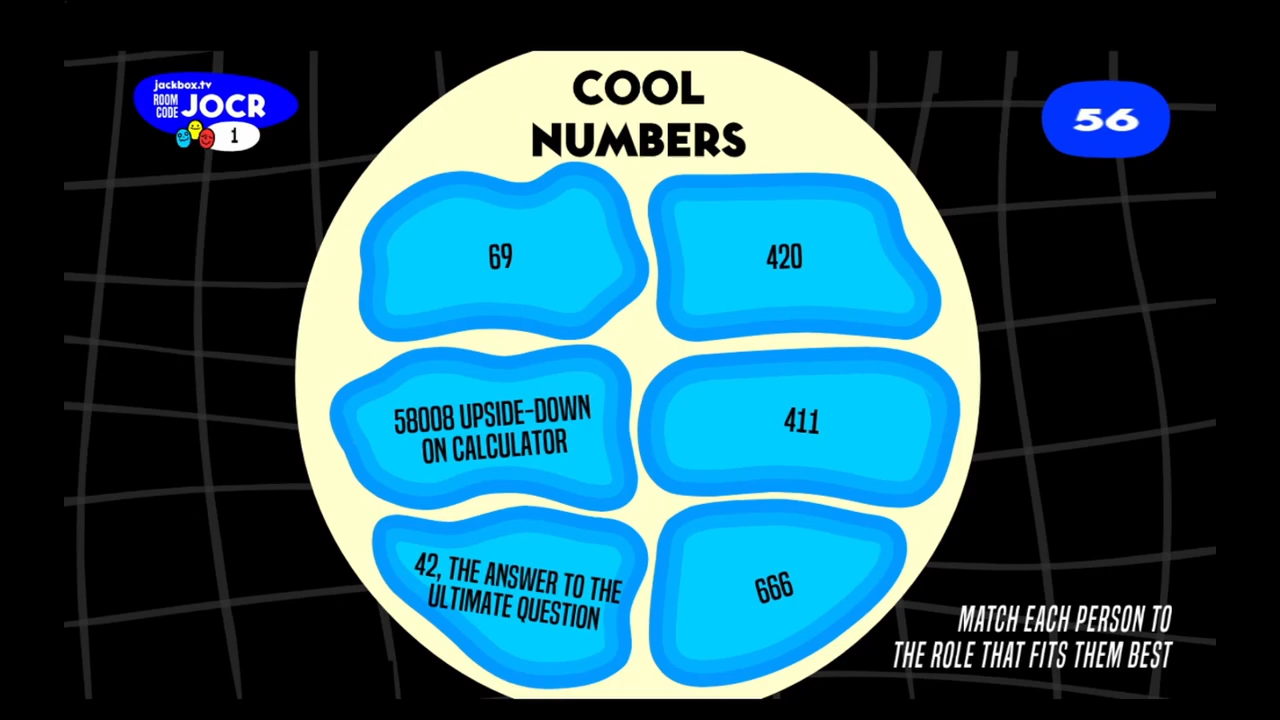 jackbox.tv
ROOM
CODE
JOCR
1
56
COOL
NUMBERS
69
420
58008 UPSIDE-DOWN
ON CALCULATOR
411
42, THE ANSWER TO THE
ULTIMATE QUESTION
666
MATCH EACH PERSON TO
THE ROLE THAT FITS THEM BEST